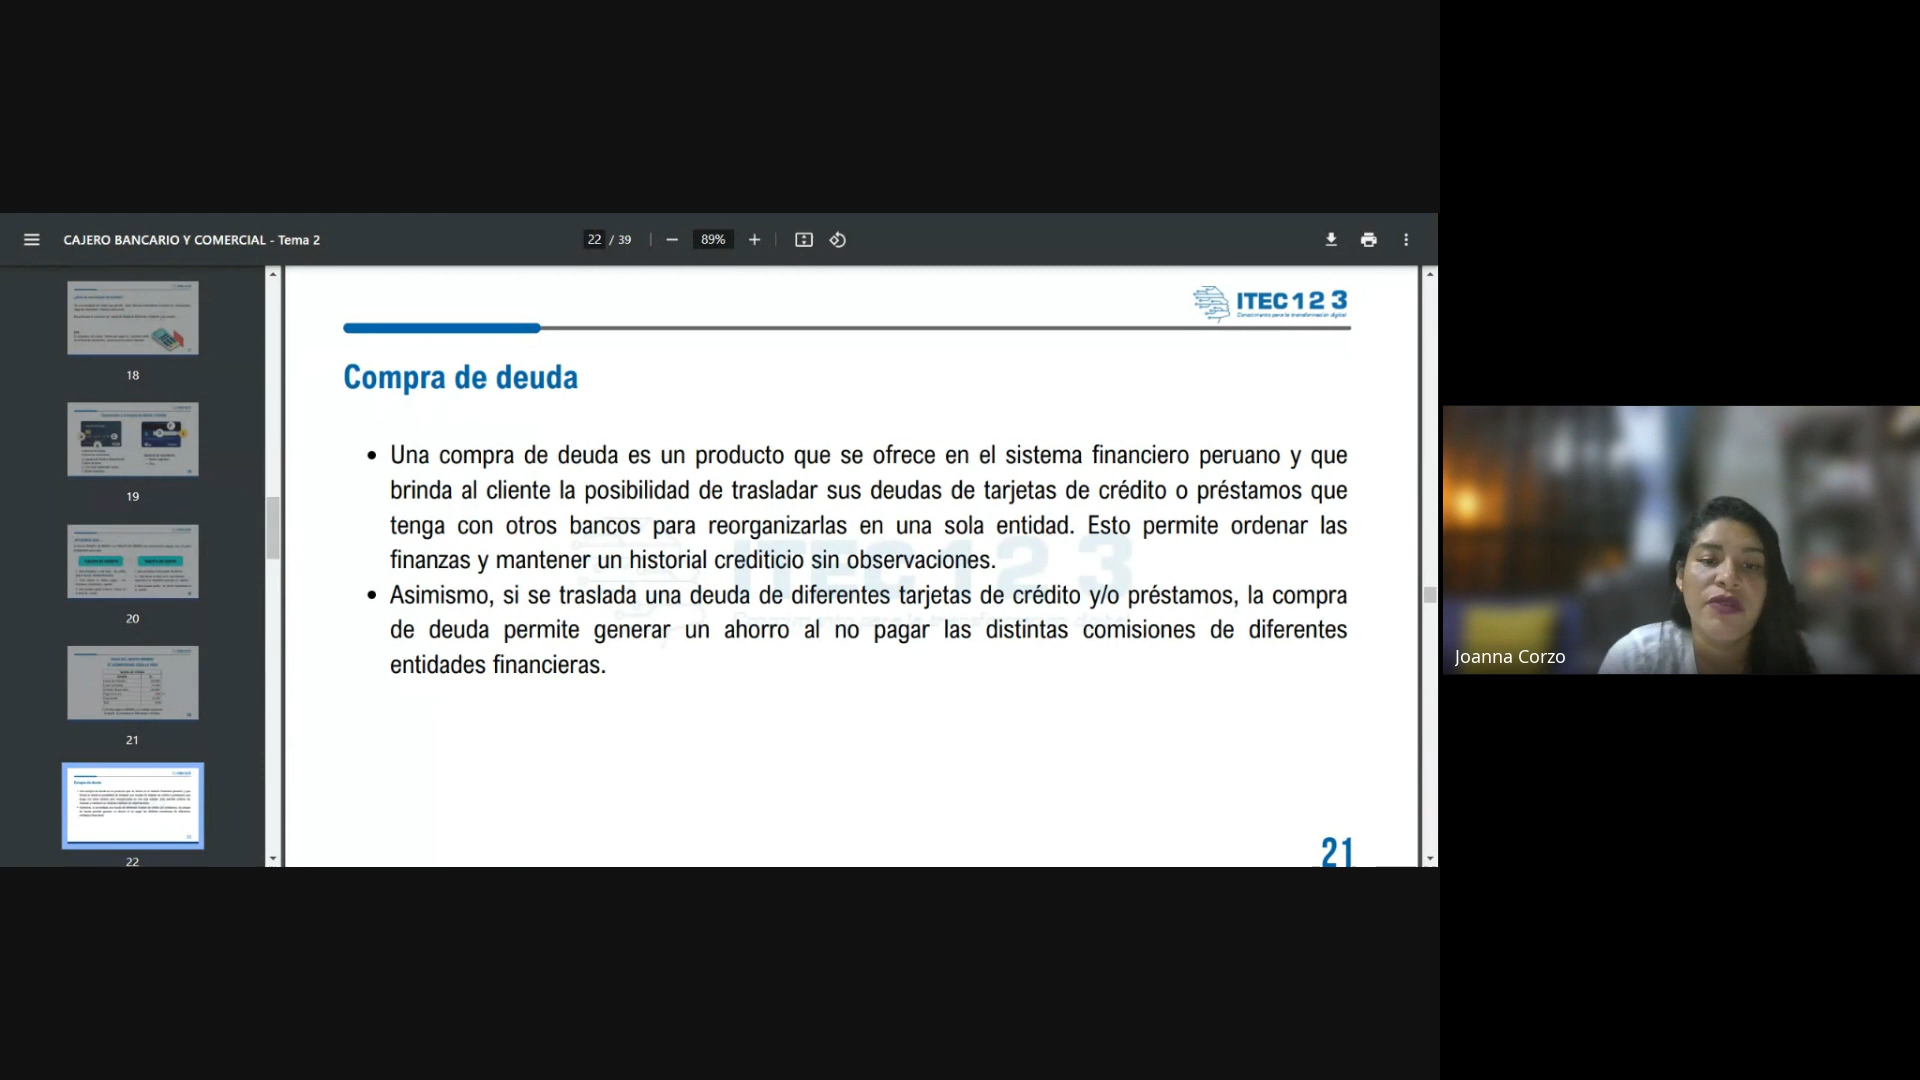 CAJERO BANCARIO Y COMERCIAL - Tema 2
22 / 39
89%
18
19
20
21
22
ITEC 1 2 3
Conocimiento para la transformación digital
Compra de deuda
• Una compra de deuda es un producto que se ofrece en el sistema financiero peruano y que
brinda al cliente la posibilidad de trasladar sus deudas de tarjetas de crédito o préstamos que
tenga con otros bancos para reorganizarlas en una sola entidad. Esto permite ordenar las
finanzas y mantener un historial crediticio sin observaciones.
• Asimismo, si se traslada una deuda de diferentes tarjetas de crédito y/o préstamos, la compra
de deuda permite generar un ahorro al no pagar las distintas comisiones de diferentes
entidades financieras.
21
Joanna Corzo